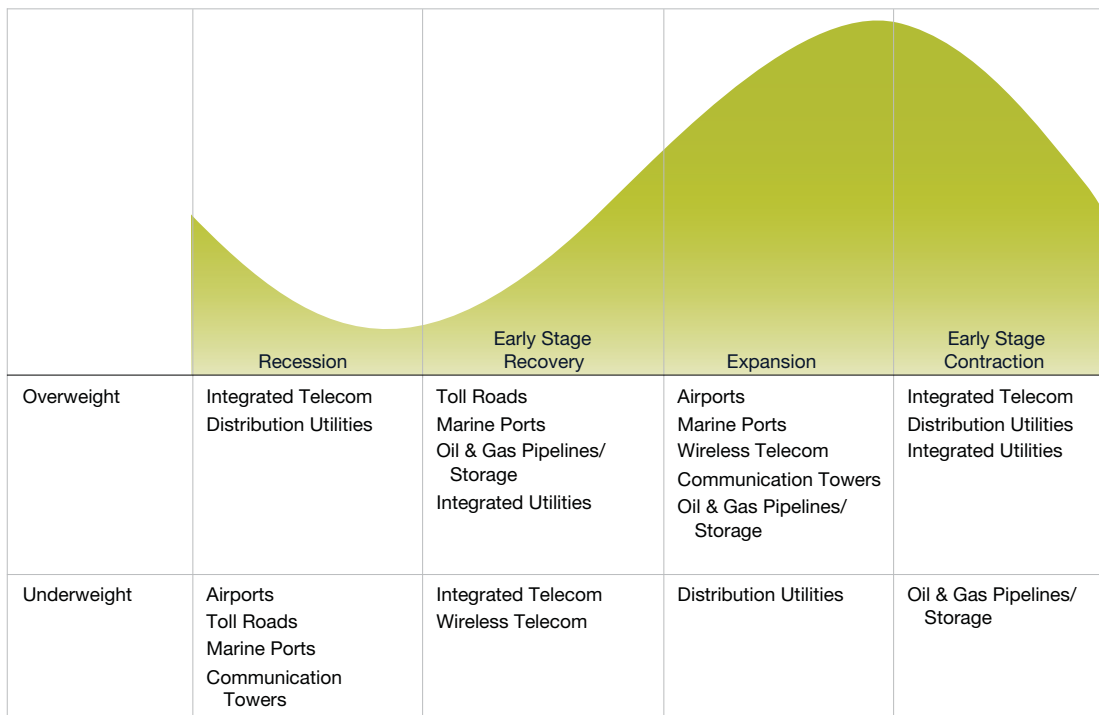 Recession
Early Stage
Recovery
Expansion
Early Stage
Contraction
Overweight
Integrated Telecom
Distribution Utilities
Toll Roads
Marine Ports
Oil & Gas Pipelines/
Storage
Integrated Utilities
Airports
Marine Ports
Wireless Telecom
Communication Towers
Oil & Gas Pipelines/
Storage
Integrated Telecom
Distribution Utilities
Integrated Utilities
Underweight
Airports
Toll Roads
Marine Ports
Communication
Towers
Integrated Telecom
Wireless Telecom
Distribution Utilities
Oil & Gas Pipelines/
Storage